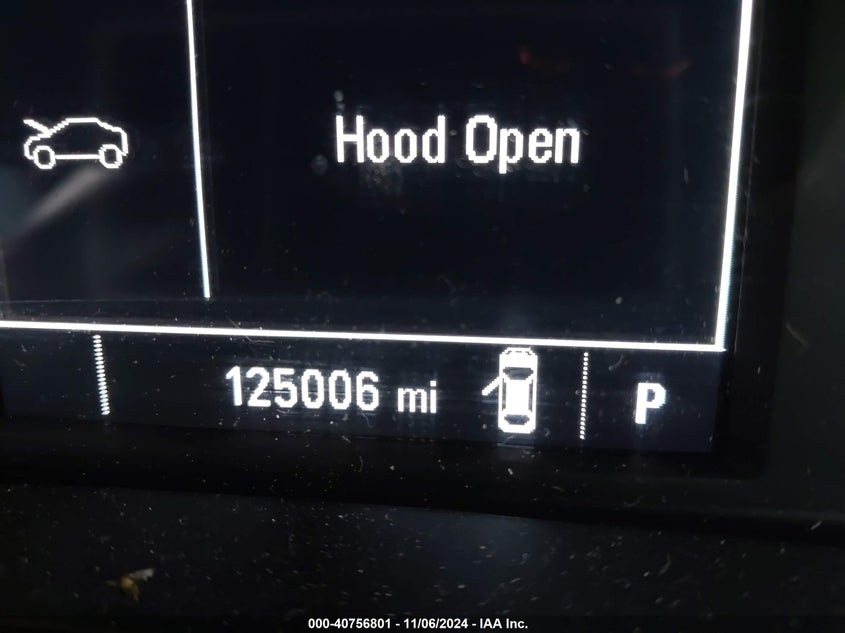 Hood Open
125006 mi
P
000-40756801 - 11/06/2024 - IAA Inc.